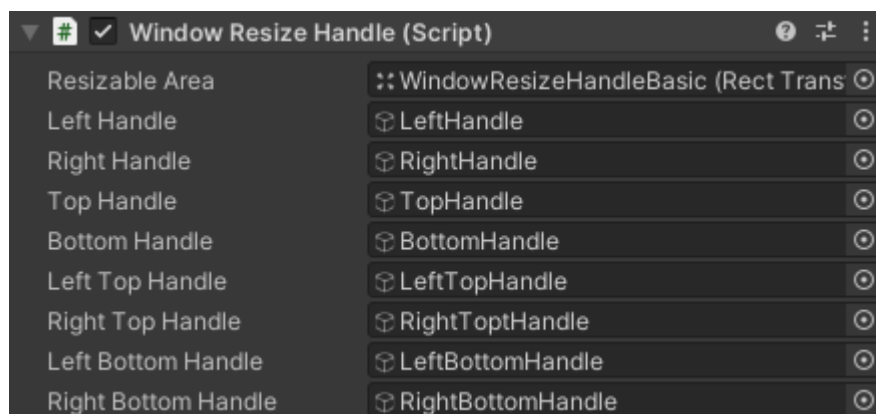 # Window Resize Handle (Script)
Resizable Area WindowResizeHandleBasic (Rect Trans
Left Handle LeftHandle
Right Handle RightHandle
Top Handle TopHandle
Bottom Handle BottomHandle
Left Top Handle LeftTopHandle
Right Top Handle RightToptHandle
Left Bottom Handle LeftBottomHandle
Right Bottom Handle RightBottomHandle